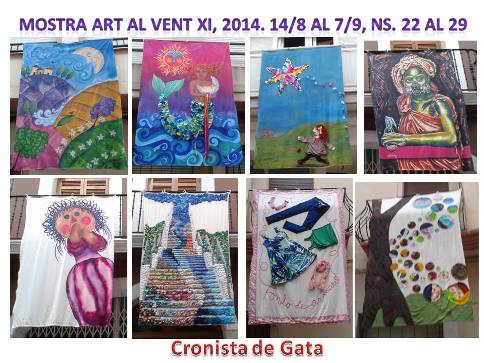 MOSTRA ART AL VENT XI, 2014. 14/8 AL 7/9, NS. 22 AL 29
Cronista de Gata